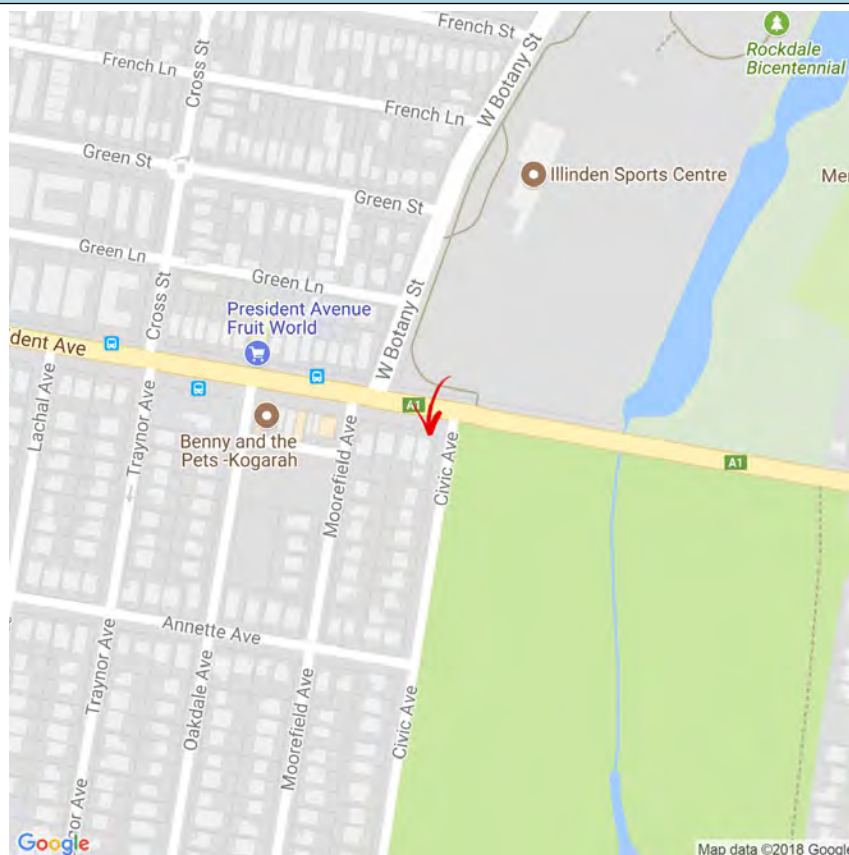 French St
Rockdale
Bicentennial
Cross St
French Ln
French Ln
W Botany St
Green St
Illinden Sports Centre
Mer
Green St
Green Ln
Green Ln
Cross St
W Botany St
President Avenue
Fruit World
dent Ave
A1
Lachal Ave
Traynor Ave
Benny and the
Pets -Kogarah
Moorefield Ave
Civic Ave
A1
Annette Ave
Traynor Ave
Oakdale Ave
Moorefield Ave
Civic Ave
nor Ave
Google
Map data ©2018 Google